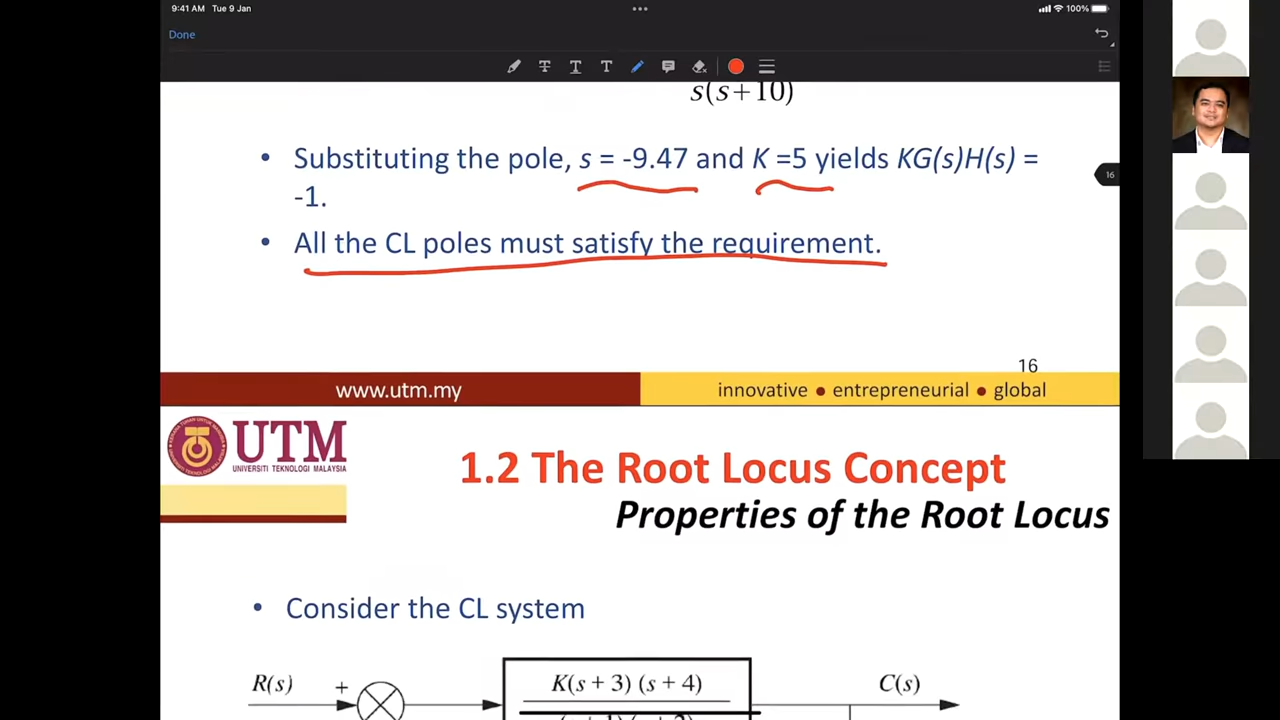 9:41 AM Tue 9 Jan
100%
Done
s(s+10)
• Substituting the pole, s = -9.47 and K =5 yields KG(s)H(s) =
-1.
16
• All the CL poles must satisfy the requirement.
16
www.utm.my
innovative • entrepreneurial • global
UTM
UNIVERSITI TEKNOLOGI MALAYSIA
1.2 The Root Locus Concept
Properties of the Root Locus
• Consider the CL system
R(s)
+
K(s + 3) (s + 4)
C(s)